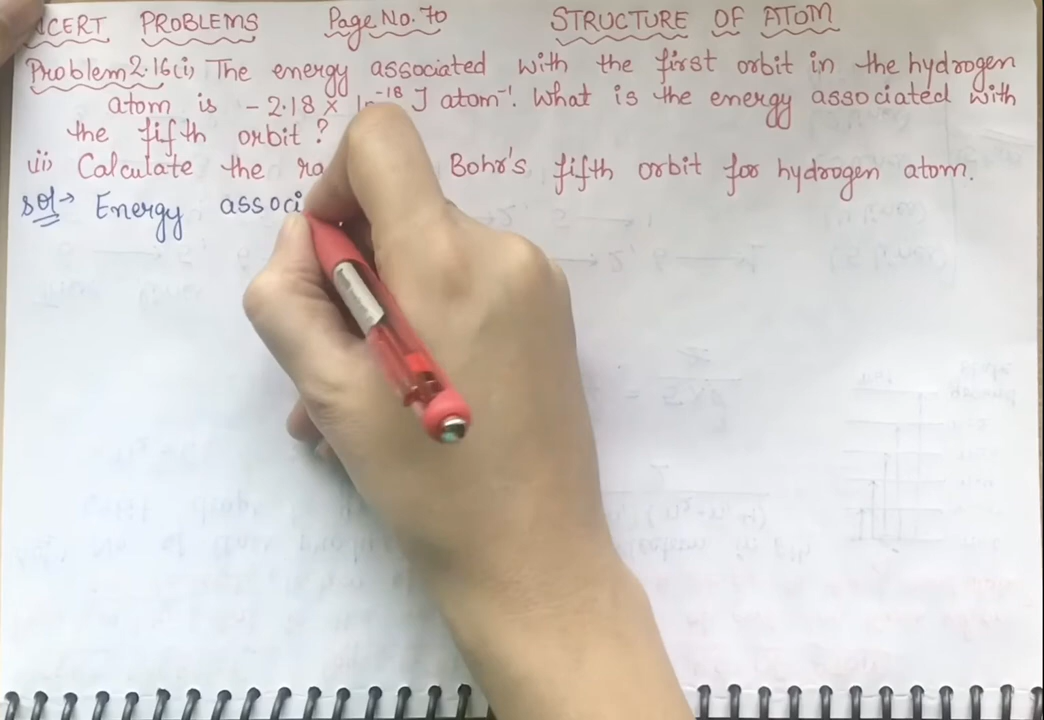 NCERT PROBLEMS Page No. 70 STRUCTURE OF ATOM
Problem 2.16(i) The energy associated with the first orbit in the hydrogen
atom is -2.18 × 10⁻¹⁸ J atom⁻¹. What is the energy associated with
the fifth orbit?
ii) Calculate the Bohr's fifth orbit for hydrogen atom.
Sol→ Energy associ